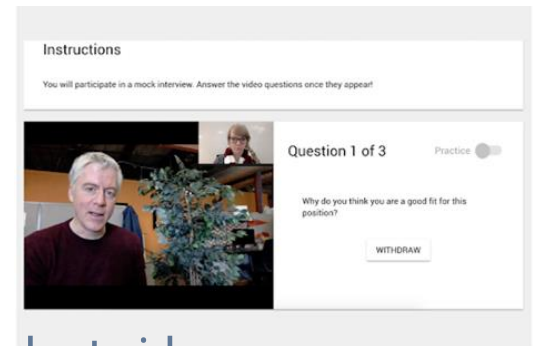 Instructions
You will participate in a mock interview. Answer the video questions once they appear!
Question 1 of 3
Practice
Why do you think you are a good fit for this
position?
WITHDRAW